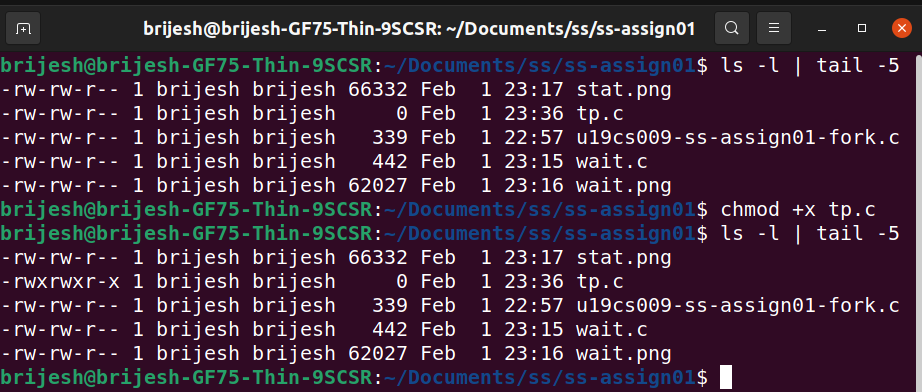 brijesh@brijesh-GF75-Thin-9SCSR: ~/Documents/ss/ss-assign01
brijesh@brijesh-GF75-Thin-9SCSR:~/Documents/ss/ss-assign01$ ls -l | tail -5
-rw-rw-r-- 1 brijesh brijesh 66332 Feb  1 23:17 stat.png
-rw-rw-r-- 1 brijesh brijesh     0 Feb  1 23:36 tp.c
-rw-rw-r-- 1 brijesh brijesh   339 Feb  1 22:57 u19cs009-ss-assign01-fork.c
-rw-rw-r-- 1 brijesh brijesh   442 Feb  1 23:15 wait.c
-rw-rw-r-- 1 brijesh brijesh 62027 Feb  1 23:16 wait.png
brijesh@brijesh-GF75-Thin-9SCSR:~/Documents/ss/ss-assign01$ chmod +x tp.c
brijesh@brijesh-GF75-Thin-9SCSR:~/Documents/ss/ss-assign01$ ls -l | tail -5
-rw-rw-r-- 1 brijesh brijesh 66332 Feb  1 23:17 stat.png
-rwxrwxr-x 1 brijesh brijesh     0 Feb  1 23:36 tp.c
-rw-rw-r-- 1 brijesh brijesh   339 Feb  1 22:57 u19cs009-ss-assign01-fork.c
-rw-rw-r-- 1 brijesh brijesh   442 Feb  1 23:15 wait.c
-rw-rw-r-- 1 brijesh brijesh 62027 Feb  1 23:16 wait.png
brijesh@brijesh-GF75-Thin-9SCSR:~/Documents/ss/ss-assign01$